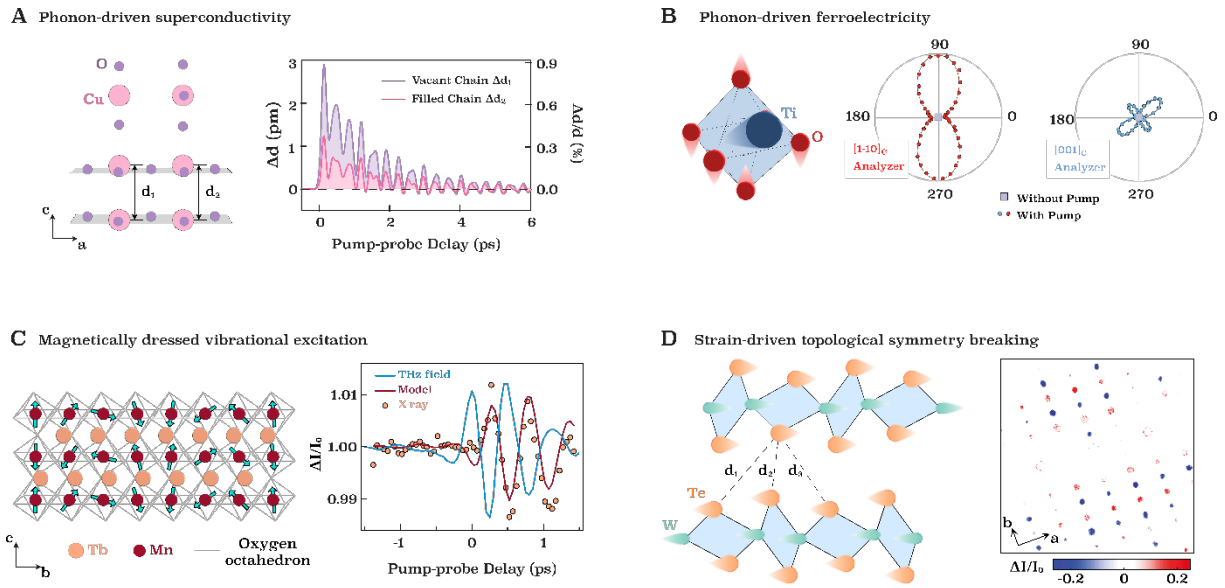 A Phonon-driven superconductivity
O
Cu
d₁
d₂
c
a
Δd (pm)
3
2
1
0
Vacant Chain Δd₁
Filled Chain Δd₂
0.9
0.6
0.3
0.0
Δd/d (%)
0
2
4
6
Pump-probe Delay (ps)
B Phonon-driven ferroelectricity
Ti
O
90
180
0
270
[1-10]c
Analyzer
90
180
0
270
[001]c
Analyzer
Without Pump
With Pump
C Magnetically dressed vibrational excitation
c
b
Tb
Mn
Oxygen
octahedron
THz field
Model
X ray
ΔI/I₀
1.01
1.00
0.99
-1
0
1
Pump-probe Delay (ps)
D Strain-driven topological symmetry breaking
d₁
d₂
d₃
Te
W
b
a
ΔI/I₀
-0.2
0
0.2